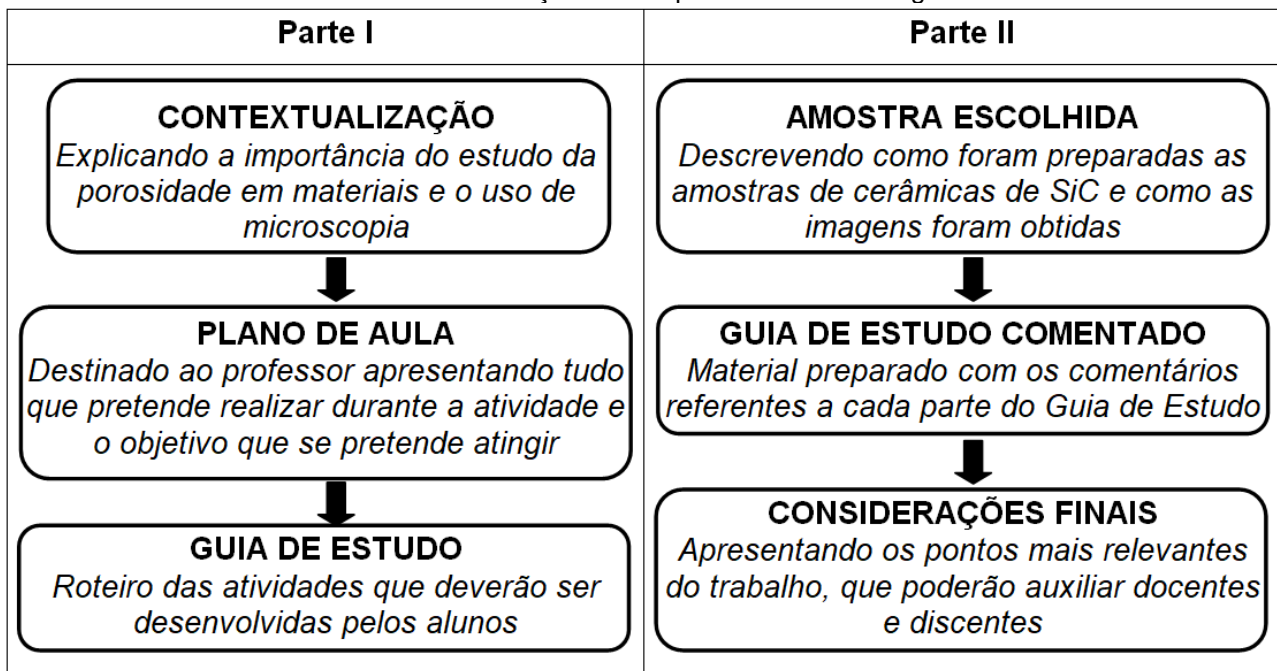 Parte I
CONTEXTUALIZAÇÃO
Explicando a importância do estudo da
porosidade em materiais e o uso de
microscopia
PLANO DE AULA
Destinado ao professor apresentando tudo
que pretende realizar durante a atividade e
o objetivo que se pretende atingir
GUIA DE ESTUDO
Roteiro das atividades que deverão ser
desenvolvidas pelos alunos
Parte II
AMOSTRA ESCOLHIDA
Descrevendo como foram preparadas as
amostras de cerâmicas de SiC e como as
imagens foram obtidas
GUIA DE ESTUDO COMENTADO
Material preparado com os comentários
referentes a cada parte do Guia de Estudo
CONSIDERAÇÕES FINAIS
Apresentando os pontos mais relevantes
do trabalho, que poderão auxiliar docentes
e discentes